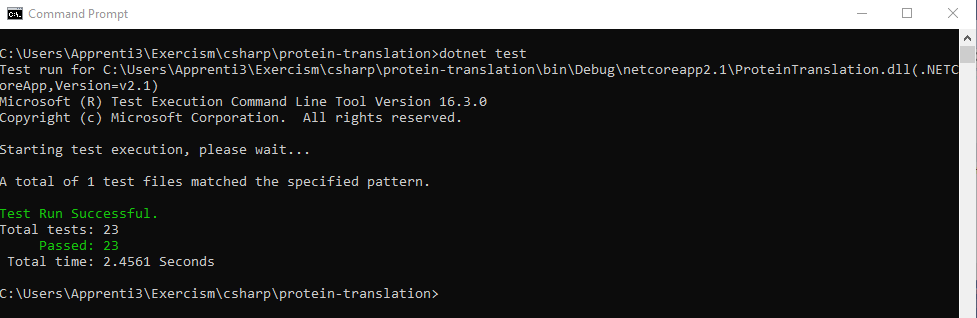 Command Prompt
C:\Users\Apprenti3\Exercism\csharp\protein-translation>dotnet test
Test run for C:\Users\Apprenti3\Exercism\csharp\protein-translation\bin\Debug\netcoreapp2.1\ProteinTranslation.dll(.NETC
oreApp,Version=v2.1)
Microsoft (R) Test Execution Command Line Tool Version 16.3.0
Copyright (c) Microsoft Corporation.  All rights reserved.
Starting test execution, please wait...
A total of 1 test files matched the specified pattern.
Test Run Successful.
Total tests: 23
     Passed: 23
 Total time: 2.4561 Seconds
C:\Users\Apprenti3\Exercism\csharp\protein-translation>